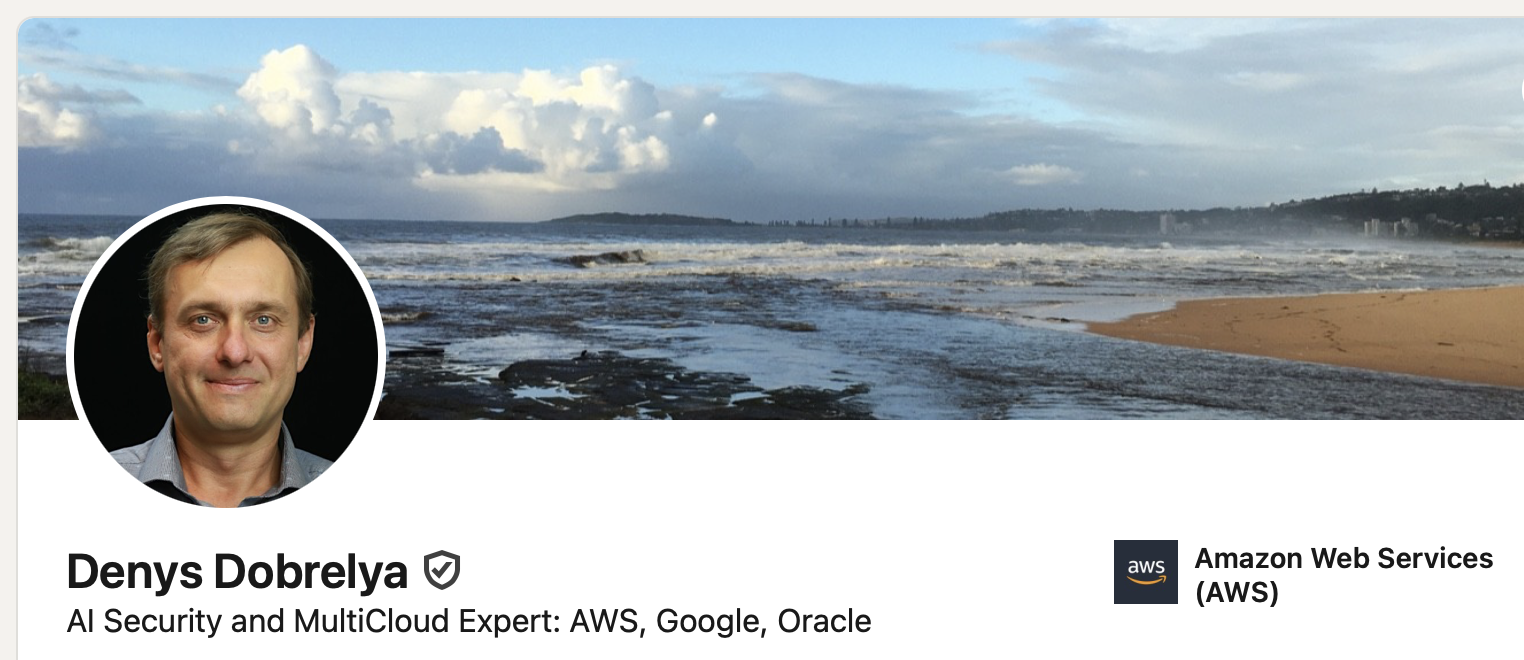 Denys Dobrelya
AI Security and MultiCloud Expert: AWS, Google, Oracle
aws
Amazon Web Services
(AWS)